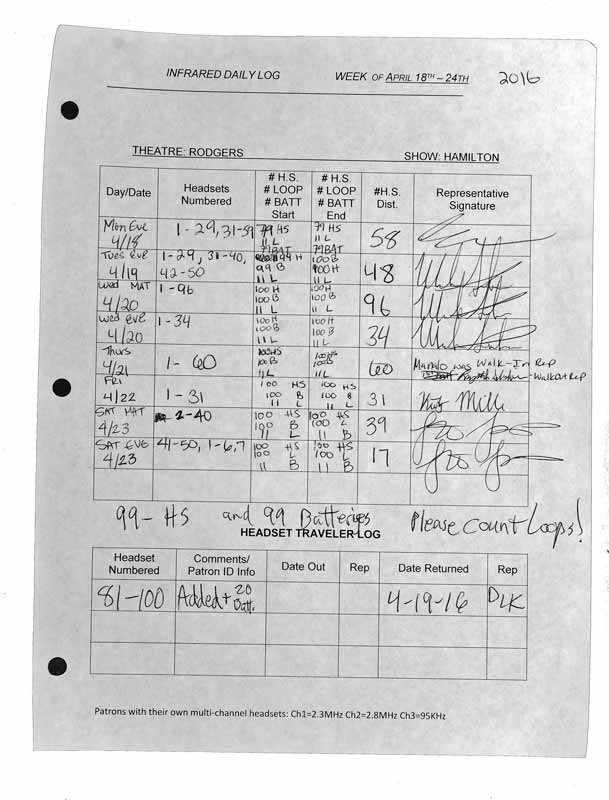 INFRARED DAILY LOG WEEK OF APRIL 18TH – 24TH 2016
THEATRE: RODGERS SHOW: HAMILTON
Day/Date Headsets Numbered # H.S. # LOOP # BATT Start # H.S. # LOOP # BATT End #H.S. Dist. Representative Signature
Mon Eve 4/18 1-29, 31-59 79 HS 11 L 79 BAT 79 HS 11 L 79 BAT 58
Tues Eve 4/19 1-29, 31-40, 42-50 99 H 99 B 11 L 100 B 100 H 11 L 48
Wed Mat 4/20 1-96 100 H 100 B 11 L 100 H 100 B 11 L 96
Wed Eve 4/20 1-34 100 H 100 B 11 L 100 H 100 B 11 L 34
Thurs 4/21 1-60 100 HS 100 B 11 L 100 HS 100 B 11 L 60 was Walk-In Rep Walkout Rep
FRI 4/22 1-31 100 HS 100 B 11 L 100 HS 100 B 11 L 31
SAT MAT 4/23 2-40 100 HS 100 B 11 L 100 HS 100 L 11 B 39
SAT EVE 4/23 41-50, 1-6,7 100 HS 100 L 11 B 100 HS 100 L 11 B 17
99-HS and 99 Batteries Please Count Loops!
HEADSET TRAVELER LOG
Headset Numbered Comments/ Patron ID Info Date Out Rep Date Returned Rep
81-100 Added + 20 Batt. 4-19-16 DLK
Patrons with their own multi-channel headsets: Ch1=2.3MHz Ch2=2.8MHz Ch3=95KHz